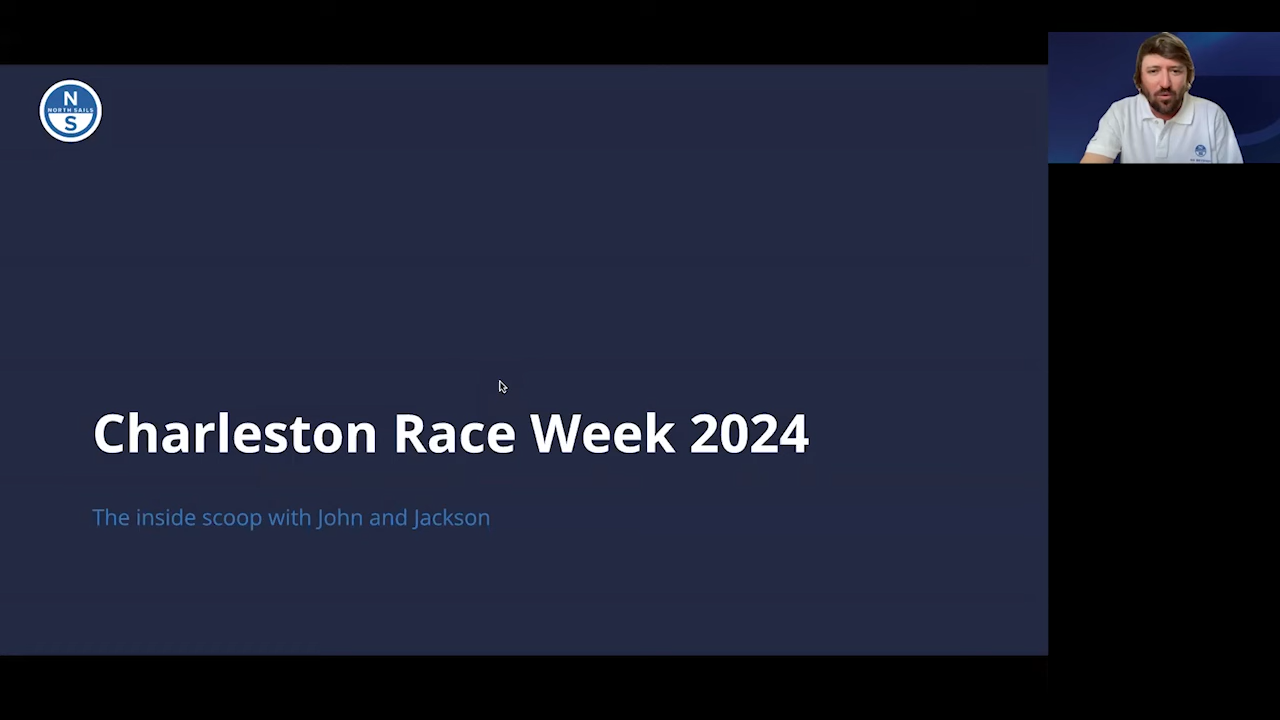 N
NORTH SAILS
S
Charleston Race Week 2024
The inside scoop with John and Jackson